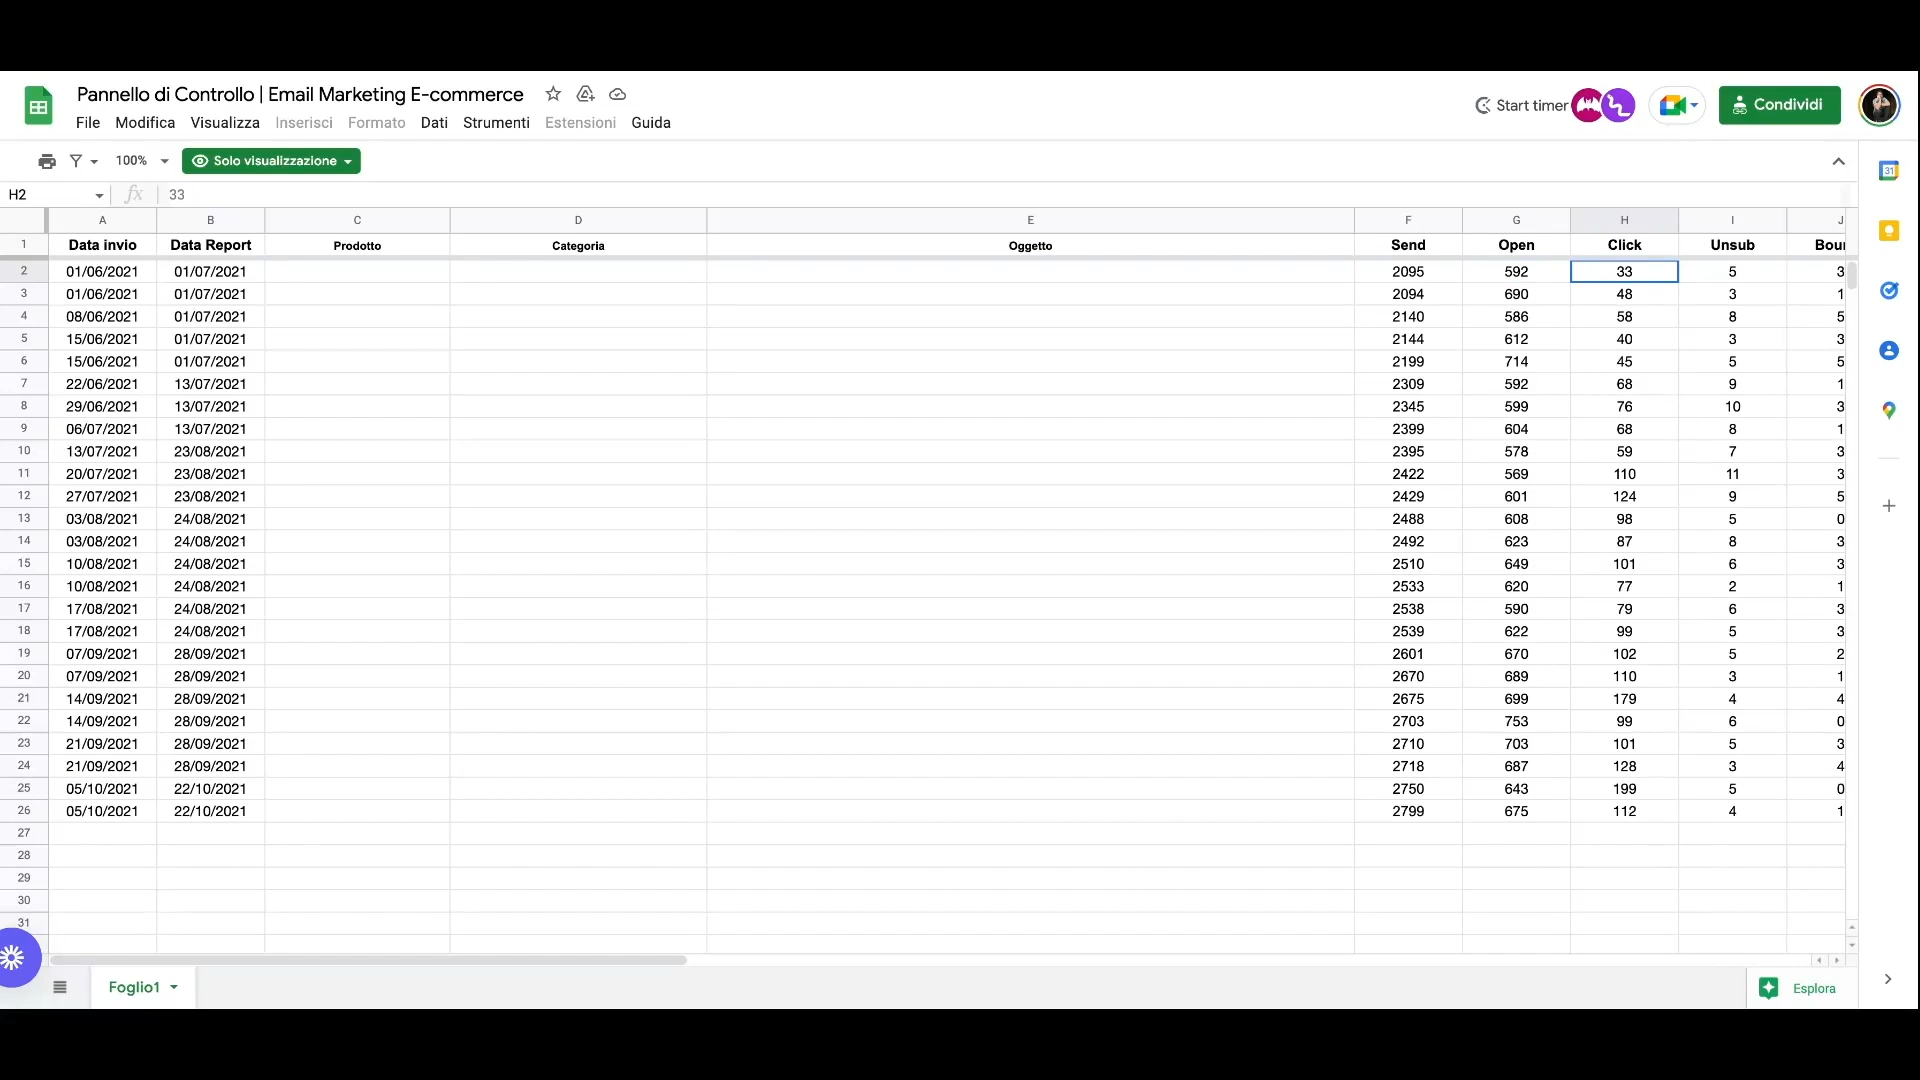 Pannello di Controllo | Email Marketing E-commerce
Start timer
Condividi
File Modifica Visualizza Inserisci Formato Dati Strumenti Estensioni Guida
100% Solo visualizzazione
31
H2 fx 33
A B C D E F G H I J
1 Data invio Data Report Prodotto Categoria Oggetto Send Open Click Unsub Boun
2 01/06/2021 01/07/2021 2095 592 33 5 3
3 01/06/2021 01/07/2021 2094 690 48 3 1
4 08/06/2021 01/07/2021 2140 586 58 8 5
5 15/06/2021 01/07/2021 2144 612 40 3 3
6 15/06/2021 01/07/2021 2199 714 45 5 5
7 22/06/2021 13/07/2021 2309 592 68 9 1
8 29/06/2021 13/07/2021 2345 599 76 10 3
9 06/07/2021 13/07/2021 2399 604 68 8 1
10 13/07/2021 23/08/2021 2395 578 59 7 3
11 20/07/2021 23/08/2021 2422 569 110 11 3
12 27/07/2021 23/08/2021 2429 601 124 9 5
13 03/08/2021 24/08/2021 2488 608 98 5 0
14 03/08/2021 24/08/2021 2492 623 87 8 3
15 10/08/2021 24/08/2021 2510 649 101 6 3
16 10/08/2021 24/08/2021 2533 620 77 2 1
17 17/08/2021 24/08/2021 2538 590 79 6 3
18 17/08/2021 24/08/2021 2539 622 99 5 3
19 07/09/2021 28/09/2021 2601 670 102 5 2
20 07/09/2021 28/09/2021 2670 689 110 3 1
21 14/09/2021 28/09/2021 2675 699 179 4 4
22 14/09/2021 28/09/2021 2703 753 99 6 0
23 21/09/2021 28/09/2021 2710 703 101 5 3
24 21/09/2021 28/09/2021 2718 687 128 3 4
25 05/10/2021 22/10/2021 2750 643 199 5 0
26 05/10/2021 22/10/2021 2799 675 112 4 1
27
28
29
30
31
Foglio1
Esplora